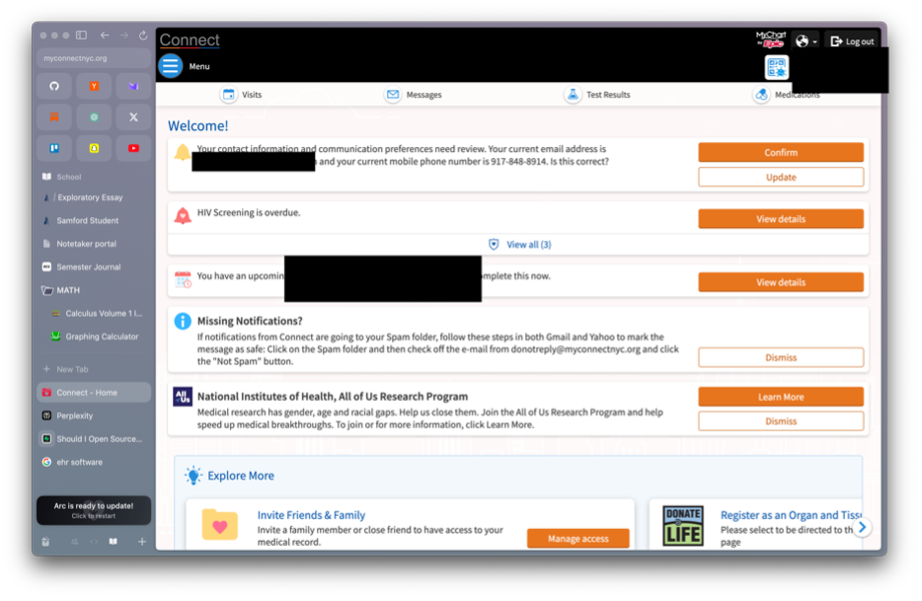 myconnectnyc.org
School
/ Exploratory Essay
Samford Student
Notetaker portal
Semester Journal
MATH
Calculus Volume 1 I...
Graphing Calculator
+ New Tab
Connect - Home
Perplexity
Should I Open Source...
ehr software
Arc is ready to update!
Click to restart
Connect
MyChart
by Epic
Log out
Menu
Visits
Messages
Test Results
Medications
Welcome!
Your contact information and communication preferences need review. Your current email address is
and your current mobile phone number is 917-848-8914. Is this correct?
Confirm
Update
HIV Screening is overdue.
View details
View all (3)
You have an upcomin
mplete this now.
View details
Missing Notifications?
If notifications from Connect are going to your Spam folder, follow these steps in both Gmail and Yahoo to mark the
message as safe: Click on the Spam folder and then check off the e-mail from donotreply@myconnectnyc.org and click
the "Not Spam" button.
Dismiss
All of Us
National Institutes of Health, All of Us Research Program
Medical research has gender, age and racial gaps. Help us close them. Join the All of Us Research Program and help
speed up medical breakthroughs. To join or for more information, click Learn More.
Learn More
Dismiss
Explore More
Invite Friends & Family
Invite a family member or close friend to have access to your
medical record.
Manage access
DONATE
LIFE
Register as an Organ and Tissu
Please select to be directed to th
page